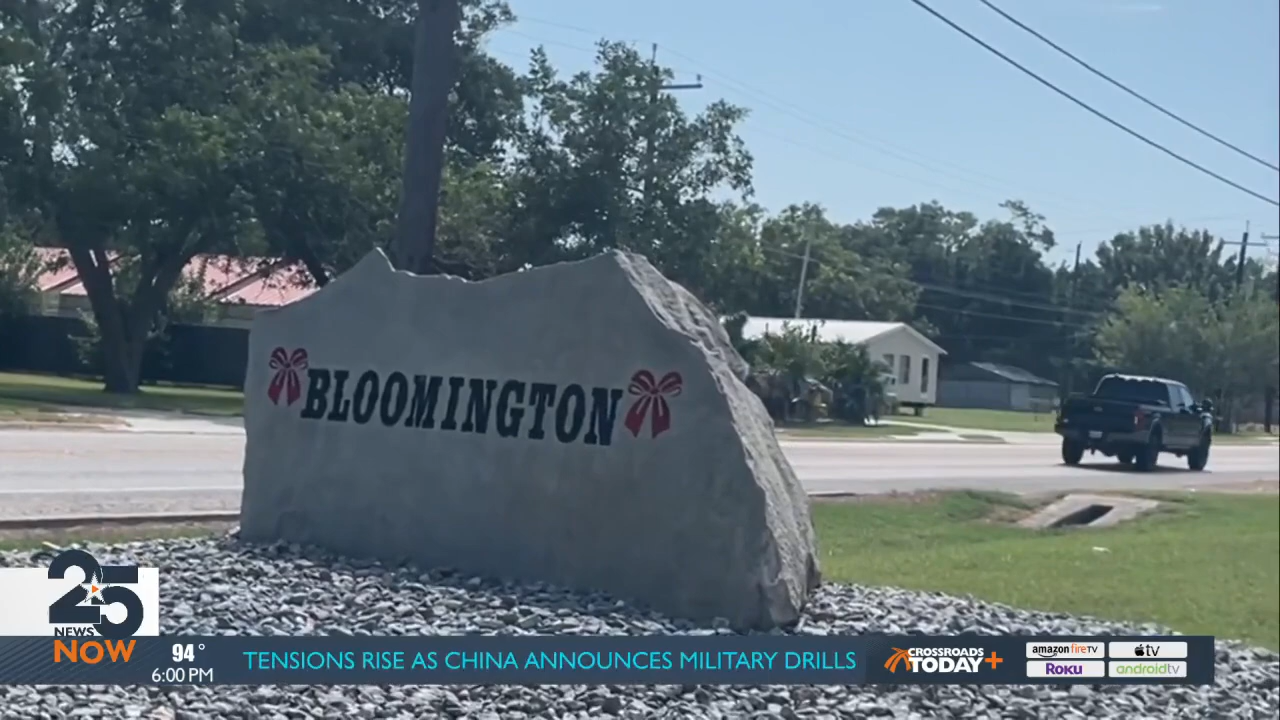 BLOOMINGTON
25
NEWS
NOW
94°
6:00 PM
TENSIONS RISE AS CHINA ANNOUNCES MILITARY DRILLS
CROSSROADS
TODAY+
amazon fireTV
tv
Roku
androidtv